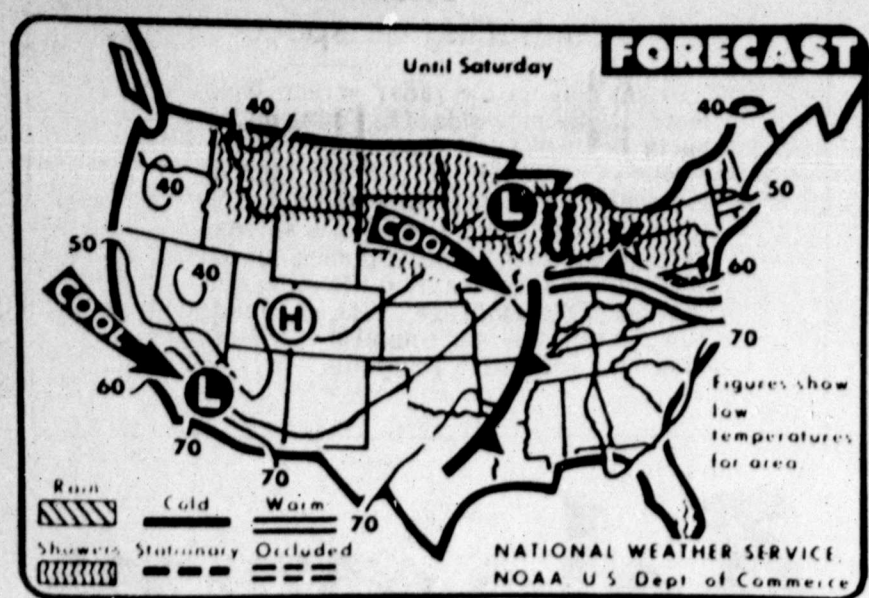 FORECAST
Until Saturday
40
40
40
50
50
COOL
40
60
COOL
H
L
L
70
60
Figures show
low
temperatures
for area.
70
70
70
Rain
Cold
Warm
Showers
Stationary
Occluded
NATIONAL WEATHER SERVICE,
NOAA, U S Dept of Commerce